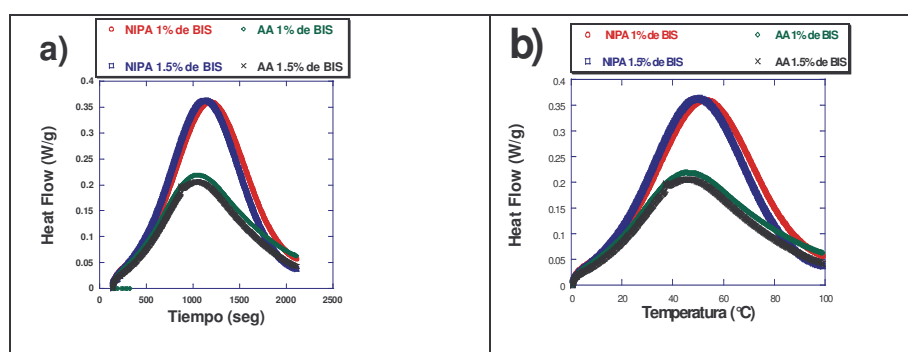 a)
NIPA 1% de BIS
AA 1% de BIS
NIPA 1.5% de BIS
AA 1.5% de BIS
Heat Flow (W/g)
0.4
0.35
0.3
0.25
0.2
0.15
0.1
0.05
0
0 500 1000 1500 2000 2500
Tiempo (seg)
b)
NIPA 1% de BIS
AA 1% de BIS
NIPA 1.5% de BIS
AA 1.5% de BIS
Heat Flow (W/g)
0.4
0.35
0.3
0.25
0.2
0.15
0.1
0.05
0
0 20 40 60 80 100
Temperatura (°C)